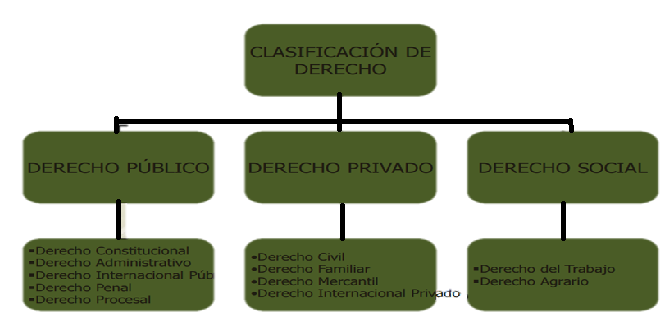 CLASIFICACIÓN DE
DERECHO
DERECHO PÚBLICO
DERECHO PRIVADO
DERECHO SOCIAL
•Derecho Constitucional
•Derecho Administrativo
•Derecho Internacional Púb
•Derecho Penal
•Derecho Procesal
•Derecho Civil
•Derecho Familiar
•Derecho Mercantil
•Derecho Internacional Privado
•Derecho del Trabajo
•Derecho Agrario